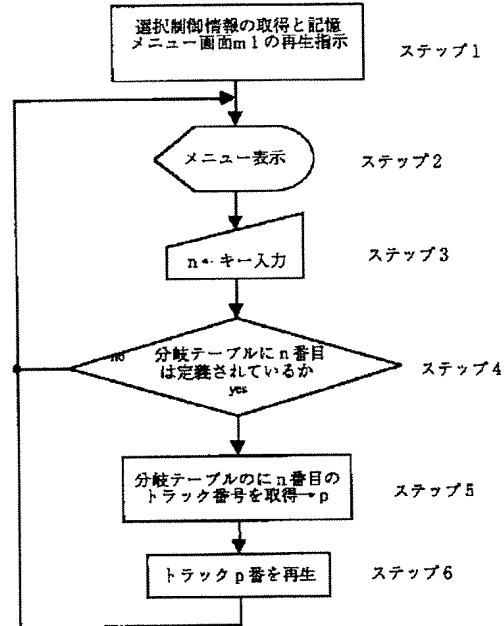 選択制御情報の取得と記憶
メニュー画面m1の再生指示
ステップ1
メニュー表示
ステップ2
n←キー入力
ステップ3
no
分岐テーブルにn番目
は定義されているか
yes
ステップ4
分岐テーブルのにn番目の
トラック番号を取得→p
ステップ5
トラックp番を再生
ステップ6